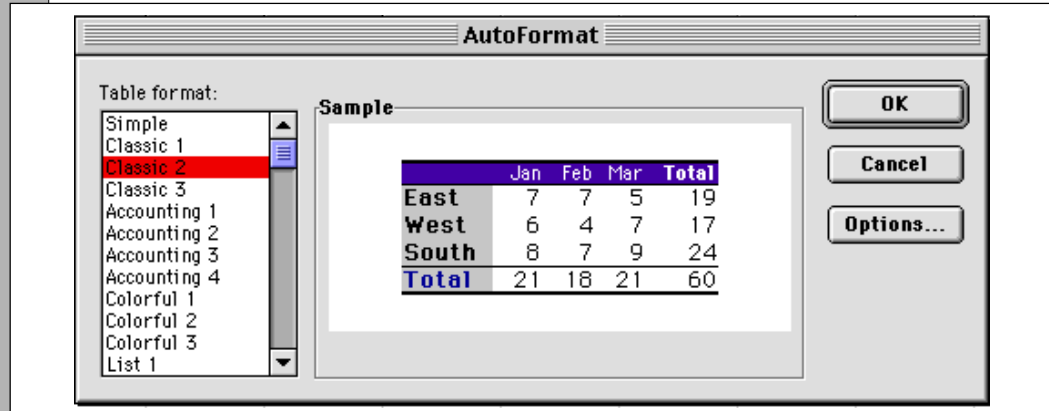 AutoFormat
Table format:
Simple
Classic 1
Classic 2
Classic 3
Accounting 1
Accounting 2
Accounting 3
Accounting 4
Colorful 1
Colorful 2
Colorful 3
List 1
Sample
Jan Feb Mar Total
East 7 7 5 19
West 6 4 7 17
South 8 7 9 24
Total 21 18 21 60
OK
Cancel
Options...